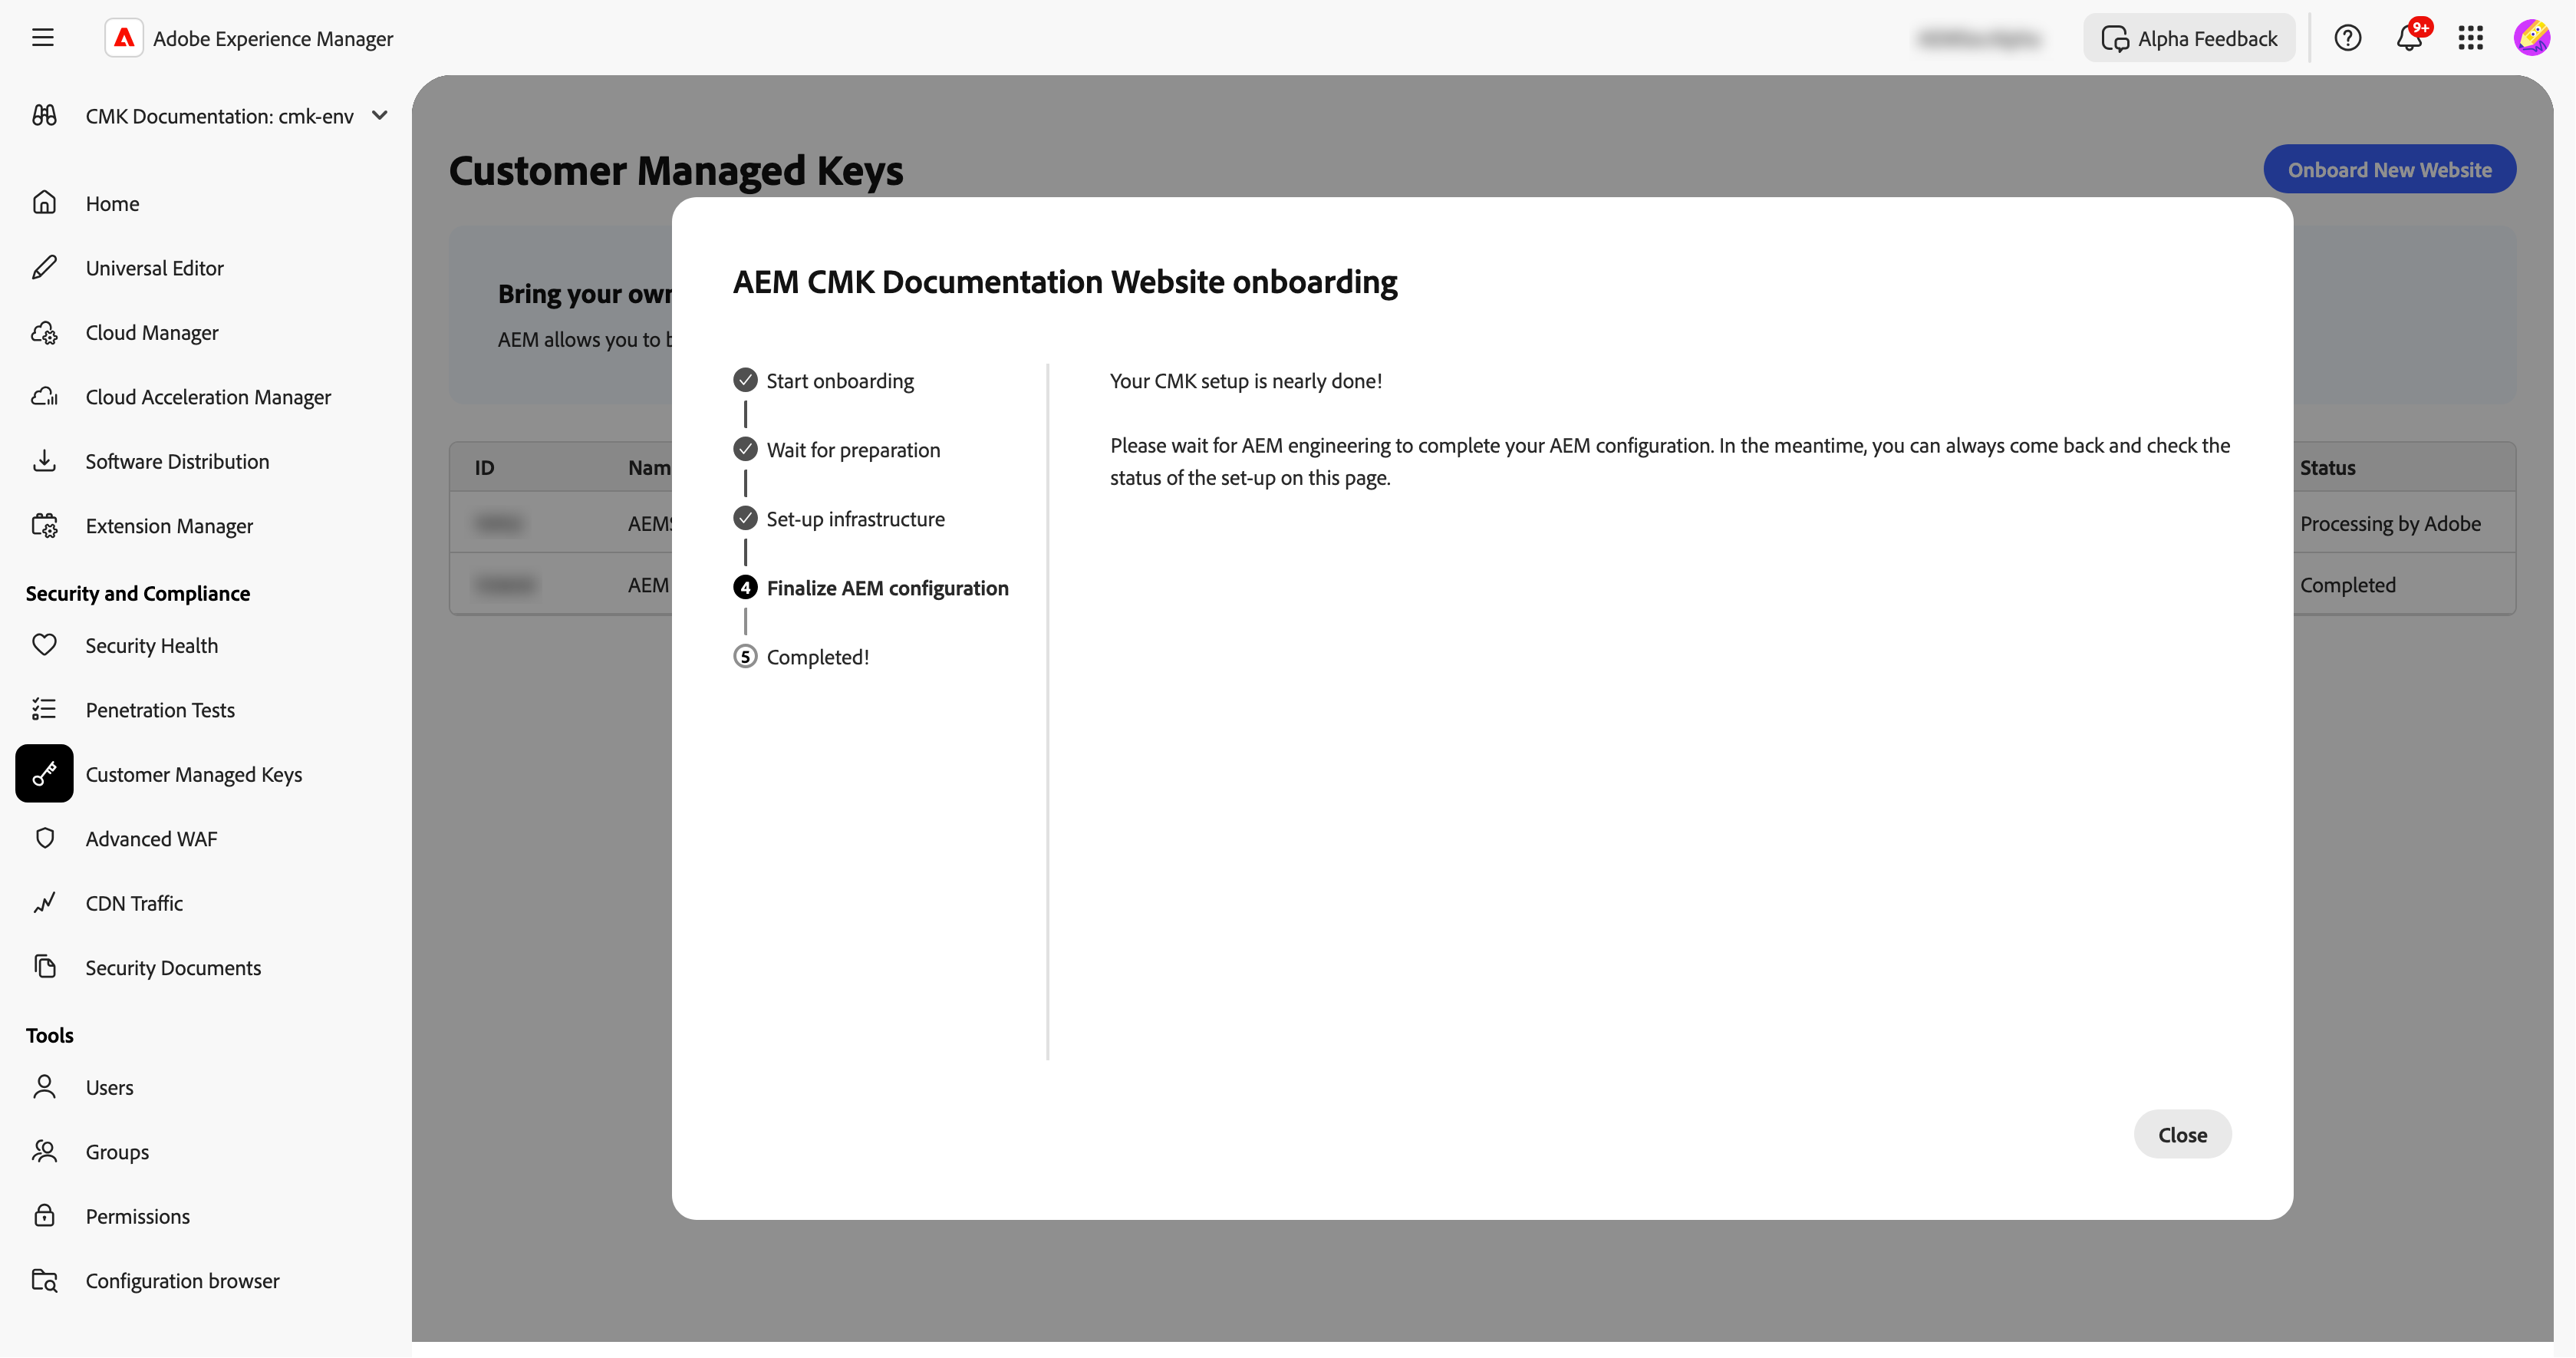 Adobe Experience Manager
Alpha Feedback
9+
CMK Documentation: cmk-env
Home
Universal Editor
Cloud Manager
Cloud Acceleration Manager
Software Distribution
Extension Manager
Security and Compliance
Security Health
Penetration Tests
Customer Managed Keys
Advanced WAF
CDN Traffic
Security Documents
Tools
Users
Groups
Permissions
Configuration browser
Customer Managed Keys
Onboard New Website
Bring your own
AEM allows you to
ID
Status
Processing by Adobe
AEM
Completed
AEM CMK Documentation Website onboarding
Start onboarding
Wait for preparation
Set-up infrastructure
4 Finalize AEM configuration
5 Completed!
Your CMK setup is nearly done!
Please wait for AEM engineering to complete your AEM configuration. In the meantime, you can always come back and check the
status of the set-up on this page.
Close